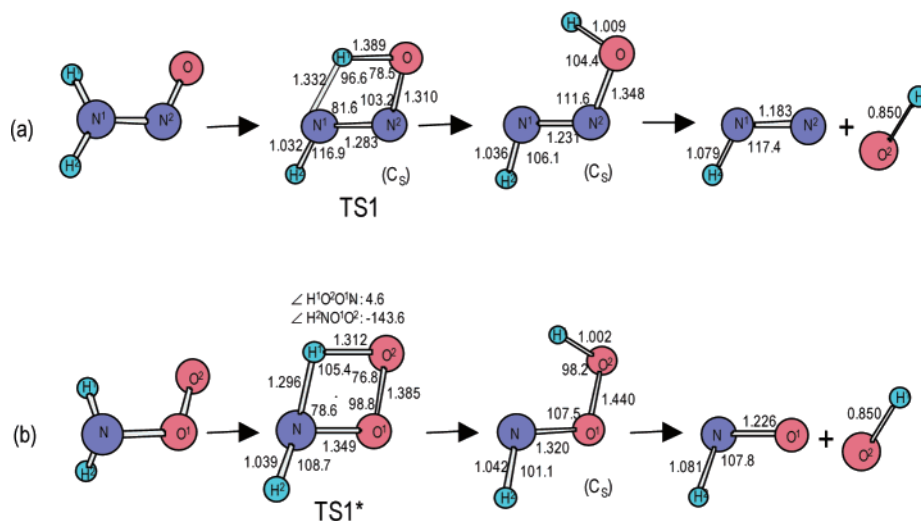 (a)
H¹
H²
N¹
N²
O
1.389
H
O
1.332
96.6
78.5
81.6
103.2
1.310
N¹
N²
1.032
116.9
1.283
H²
(C_S)
TS1
H
1.009
O
104.4
111.6
1.348
N¹
N²
1.231
1.036
106.1
H²
(C_S)
1.183
N¹
N²
1.079
117.4
H²
+
H
0.850
O²
(b)
H
H
N
O¹
O²
∠ H¹O²O¹N: 4.6
∠ H²NO¹O²: -143.6
1.312
H¹
O²
105.4
76.8
1.296
1.385
78.6
98.8
N
O¹
1.349
1.039
108.7
H²
TS1*
H
1.002
O²
98.2
107.5
1.440
N
O¹
1.320
1.042
101.1
H²
(C_S)
1.226
N
O¹
1.081
107.8
+
H
0.850
O²